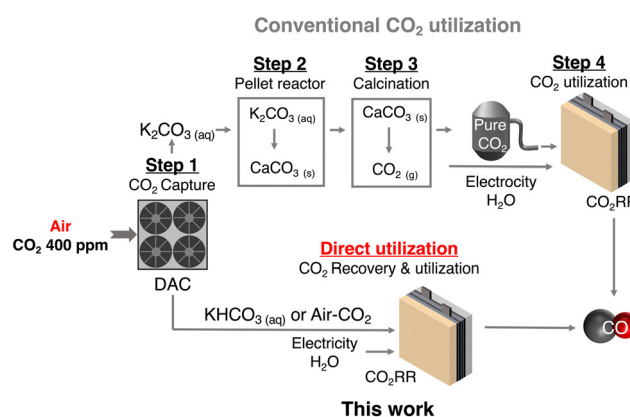 Conventional CO₂ utilization
Step 2
Pellet reactor
Step 3
Calcination
Step 4
CO₂ utilization
K₂CO₃ (aq)
K₂CO₃ (aq)
CaCO₃ (s)
CaCO₃ (s)
CO₂ (g)
Pure
CO₂
Electrocity
H₂O
CO₂RR
Step 1
CO₂ Capture
Air
CO₂ 400 ppm
DAC
Direct utilization
CO₂ Recovery & utilization
KHCO₃ (aq) or Air-CO₂
Electricity
H₂O
CO₂RR
CO
This work